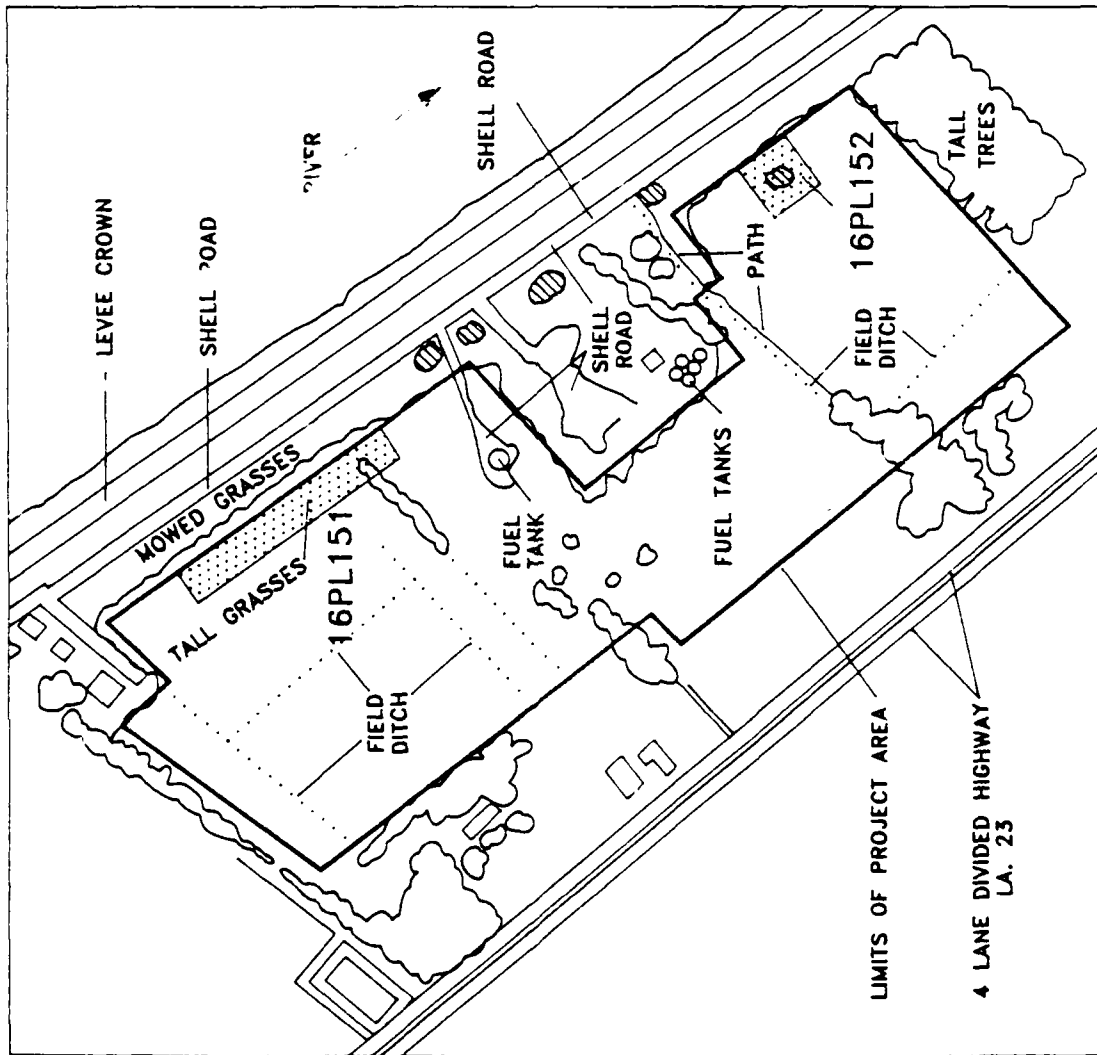 LEVEE CROWN
SHELL ROAD
RIVER
SHELL ROAD
MOWED GRASSES
TALL GRASSES
16PL151
FIELD
DITCH
FUEL
TANK
SHELL
ROAD
FUEL TANKS
PATH
16PL152
FIELD
DITCH
TALL
TREES
LIMITS OF PROJECT AREA
4 LANE DIVIDED HIGHWAY
LA. 23